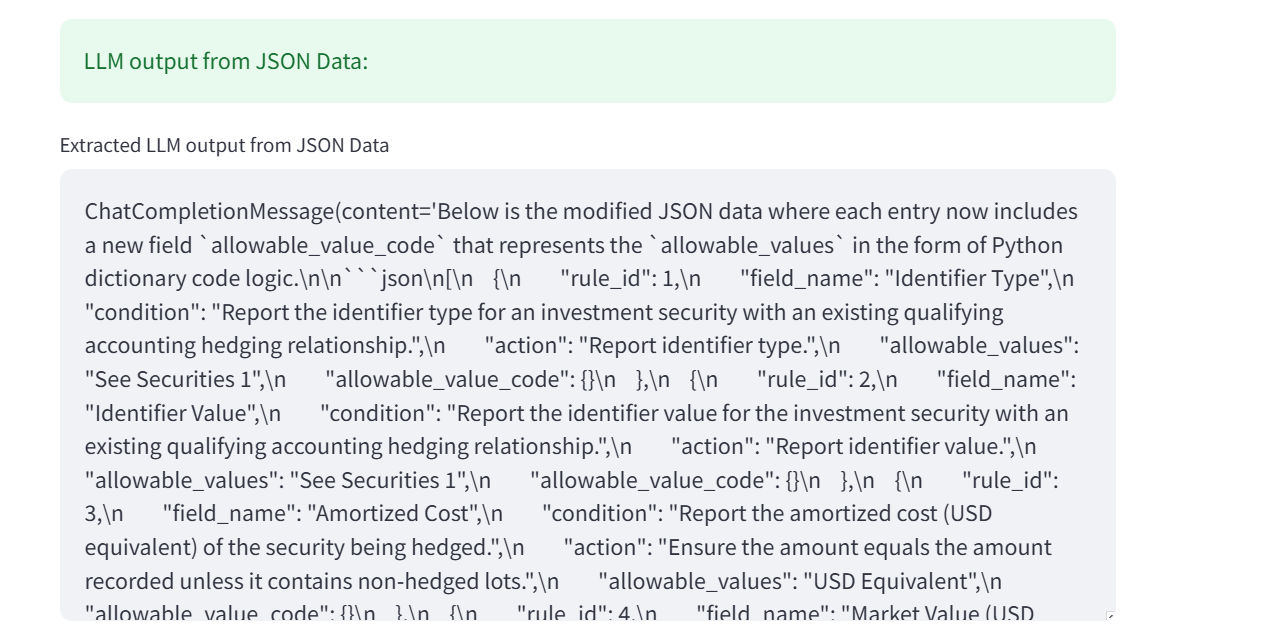 LLM output from JSON Data:
Extracted LLM output from JSON Data
ChatCompletionMessage(content='Below is the modified JSON data where each entry now includes
a new field `allowable_value_code` that represents the `allowable_values` in the form of Python
dictionary code logic.\n\n```json\n[\n    {\n        "rule_id": 1,\n        "field_name": "Identifier Type",\n
"condition": "Report the identifier type for an investment security with an existing qualifying
accounting hedging relationship.",\n        "action": "Report identifier type.",\n        "allowable_values":
"See Securities 1",\n        "allowable_value_code": {}\n    },\n    {\n        "rule_id": 2,\n        "field_name":
"Identifier Value",\n        "condition": "Report the identifier value for the investment security with an
existing qualifying accounting hedging relationship.",\n        "action": "Report identifier value.",\n
"allowable_values": "See Securities 1",\n        "allowable_value_code": {}\n    },\n    {\n        "rule_id":
3,\n        "field_name": "Amortized Cost",\n        "condition": "Report the amortized cost (USD
equivalent) of the security being hedged.",\n        "action": "Ensure the amount equals the amount
recorded unless it contains non-hedged lots.",\n        "allowable_values": "USD Equivalent",\n
"allowable_value_code": {}\n    },\n    {\n        "rule_id": 4,\n        "field_name": "Market Value (USD